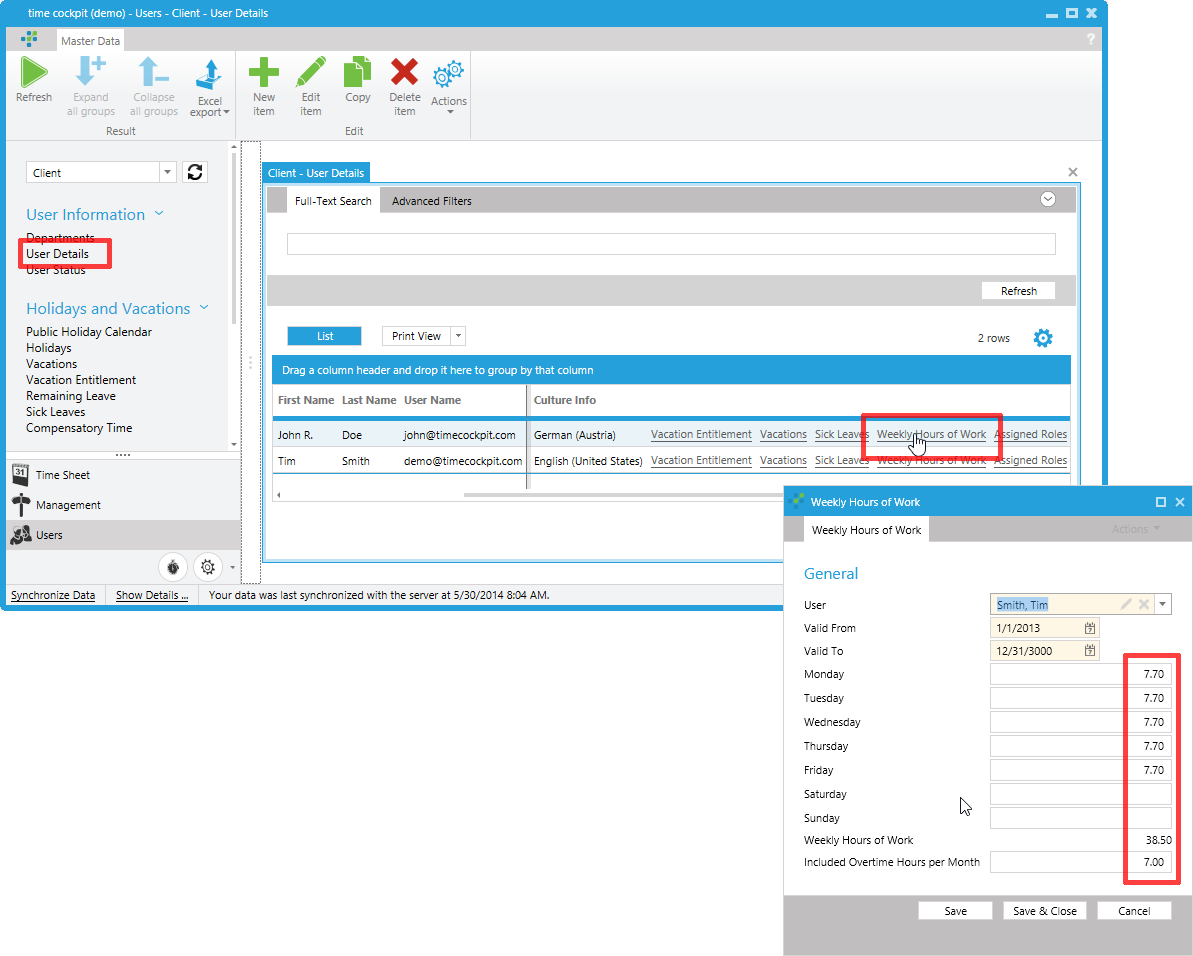 time cockpit (demo) - Users - Client - User Details
Master Data
?
Refresh
Expand
all groups
Collapse
all groups
Excel
export
New
item
Edit
item
Copy
Delete
item
Actions
Result
Edit
Client
User Information
Departments
User Details
User Status
Holidays and Vacations
Public Holiday Calendar
Holidays
Vacations
Vacation Entitlement
Remaining Leave
Sick Leaves
Compensatory Time
31
Time Sheet
Management
Users
Synchronize Data
Show Details ...
Your data was last synchronized with the server at 5/30/2014 8:04 AM.
Client - User Details
Full-Text Search
Advanced Filters
Refresh
List
Print View
2 rows
Drag a column header and drop it here to group by that column
First Name Last Name User Name Culture Info
John R. Doe john@timecockpit.com German (Austria) Vacation Entitlement Vacations Sick Leaves Weekly Hours of Work Assigned Roles
Tim Smith demo@timecockpit.com English (United States) Vacation Entitlement Vacations Sick Leaves Weekly Hours of Work Assigned Roles
Weekly Hours of Work
Weekly Hours of Work
Actions
General
User Smith, Tim
Valid From 1/1/2013
Valid To 12/31/3000
Monday 7.70
Tuesday 7.70
Wednesday 7.70
Thursday 7.70
Friday 7.70
Saturday
Sunday
Weekly Hours of Work 38.50
Included Overtime Hours per Month 7.00
Save
Save & Close
Cancel